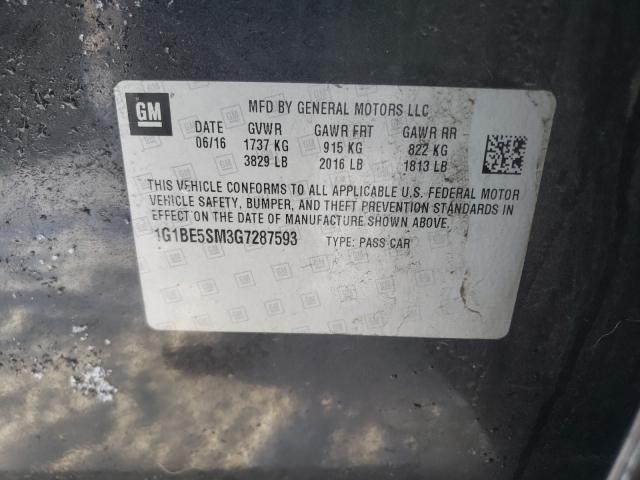 GM
MFD BY GENERAL MOTORS LLC
DATE GVWR GAWR FRT GAWR RR
06/16 1737 KG 915 KG 822 KG
3829 LB 2016 LB 1813 LB
THIS VEHICLE CONFORMS TO ALL APPLICABLE U.S. FEDERAL MOTOR
VEHICLE SAFETY, BUMPER, AND THEFT PREVENTION STANDARDS IN
EFFECT ON THE DATE OF MANUFACTURE SHOWN ABOVE.
1G1BE5SM3G7287593 TYPE: PASS CAR